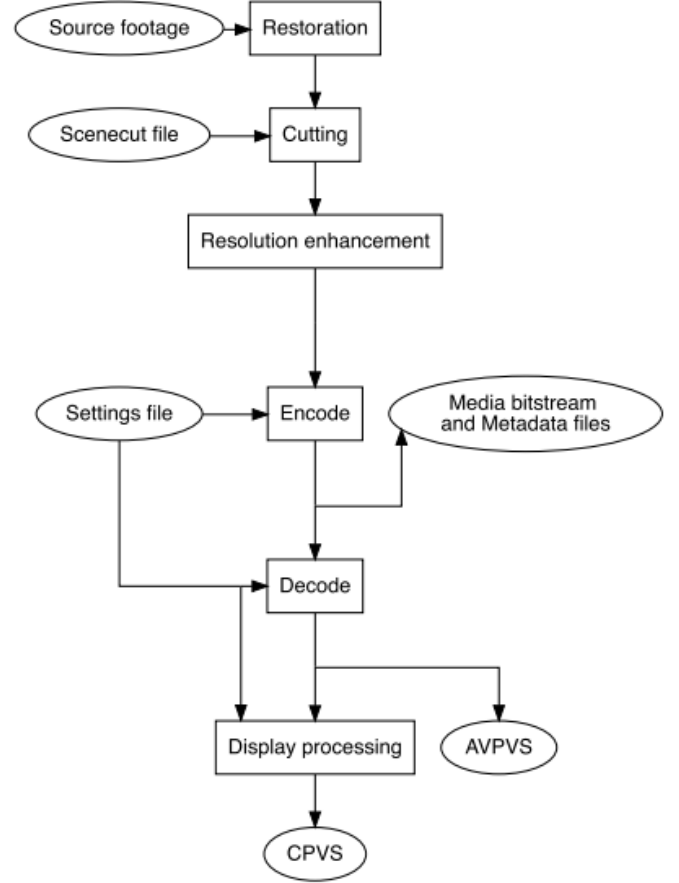 Source footage
Restoration
Scenecut file
Cutting
Resolution enhancement
Settings file
Encode
Media bitstream
and Metadata files
Decode
Display processing
AVPVS
CPVS